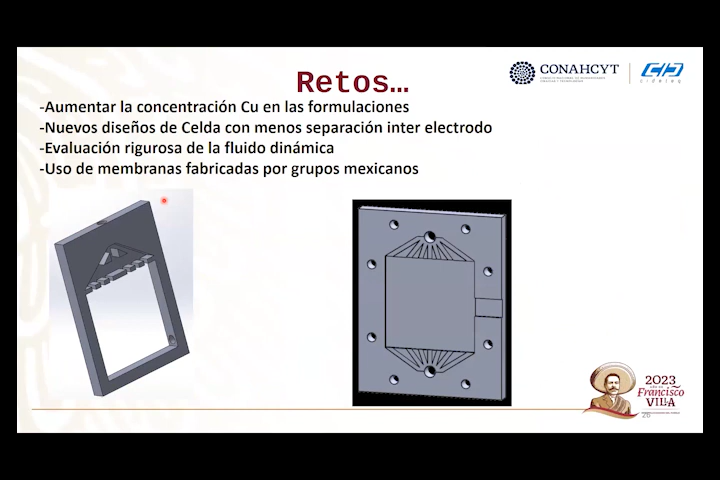 CONAHCYT
cideteq
Retos…
-Aumentar la concentración Cu en las formulaciones
-Nuevos diseños de Celda con menos separación inter electrodo
-Evaluación rigurosa de la fluido dinámica
-Uso de membranas fabricadas por grupos mexicanos
2023
Francisco
VILLA